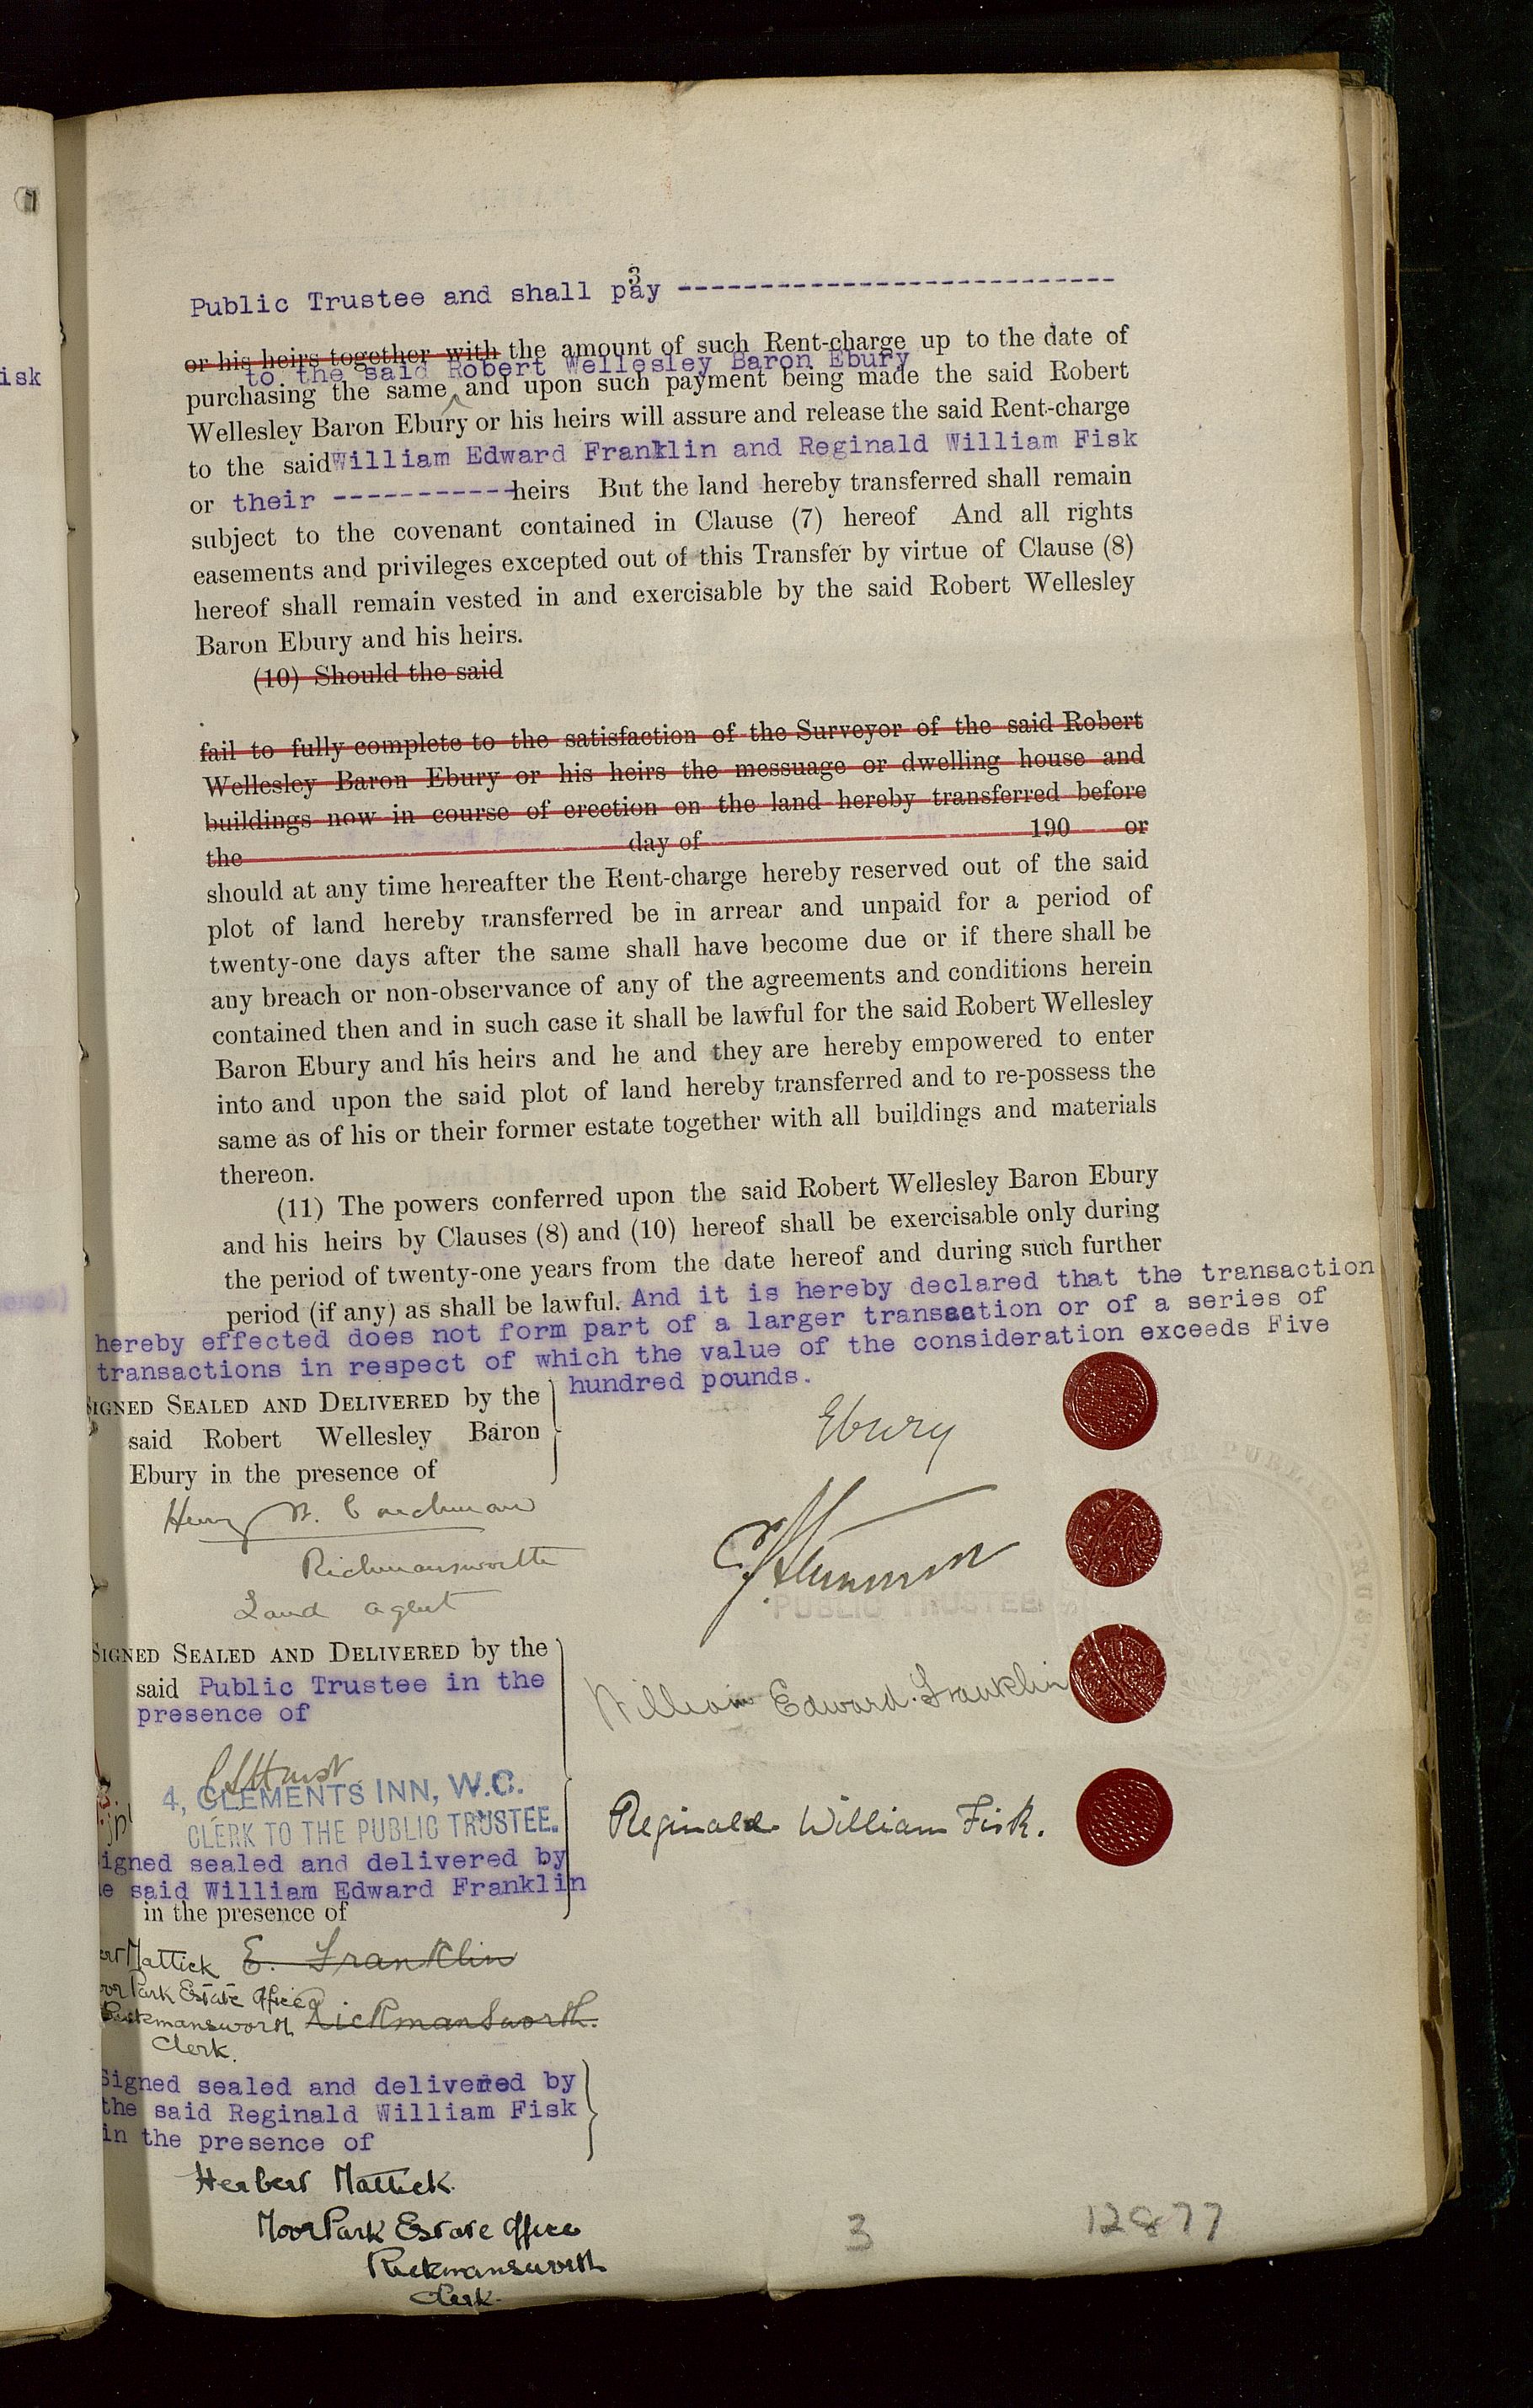 3
Public Trustee and shall pay ---------------------------
or his heirs together with the amount of such Rent-charge up to the date of
to the said Robert Wellesley Baron Ebury
purchasing the same and upon such payment being made the said Robert
Wellesley Baron Ebury or his heirs will assure and release the said Rent-charge
to the said William Edward Franklin and Reginald William Fisk
or their -----------heirs But the land hereby transferred shall remain
subject to the covenant contained in Clause (7) hereof And all rights
easements and privileges excepted out of this Transfer by virtue of Clause (8)
hereof shall remain vested in and exercisable by the said Robert Wellesley
Baron Ebury and his heirs.
(10) Should the said
fail to fully complete to the satisfaction of the Surveyor of the said Robert
Wellesley Baron Ebury or his heirs the messuage or dwelling house and
buildings now in course of erection on the land hereby transferred before
the day of 190 or
should at any time hereafter the Rent-charge hereby reserved out of the said
plot of land hereby transferred be in arrear and unpaid for a period of
twenty-one days after the same shall have become due or if there shall be
any breach or non-observance of any of the agreements and conditions herein
contained then and in such case it shall be lawful for the said Robert Wellesley
Baron Ebury and his heirs and he and they are hereby empowered to enter
into and upon the said plot of land hereby transferred and to re-possess the
same as of his or their former estate together with all buildings and materials
thereon.
(11) The powers conferred upon the said Robert Wellesley Baron Ebury
and his heirs by Clauses (8) and (10) hereof shall be exercisable only during
the period of twenty-one years from the date hereof and during such further
period (if any) as shall be lawful. And it is hereby declared that the transaction
hereby effected does not form part of a larger transaction or of a series of
transactions in respect of which the value of the consideration exceeds Five
hundred pounds.
SIGNED SEALED AND DELIVERED by the
said Robert Wellesley Baron
Ebury in the presence of
Ebury
Henry
Rickmansworth
Land agent
PUBLIC TRUSTEE
SIGNED SEALED AND DELIVERED by the
said Public Trustee in the
presence of
William Edward Franklin
4, CLEMENTS INN, W.C.
CLERK TO THE PUBLIC TRUSTEE.
Reginald William Fisk.
igned sealed and delivered by
e said William Edward Franklin
in the presence of
Mattick E. Franklin
Park Estate Office
Rickmansworth Rickmansworth.
Clerk.
Signed sealed and delivered by
the said Reginald William Fisk
in the presence of
Herbert Mattick.
Moor Park Estate Office
Rickmansworth
Clerk.
3
12877
isk